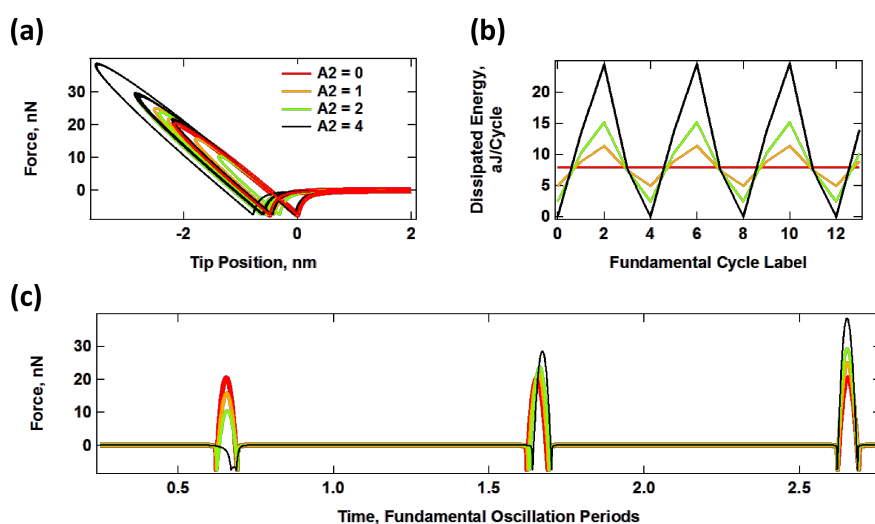 (a)
Force, nN
30
20
10
0
-2
0
2
Tip Position, nm
A2 = 0
A2 = 1
A2 = 2
A2 = 4
(b)
Dissipated Energy,
aJ/Cycle
20
15
10
5
0
0
2
4
6
8
10
12
Fundamental Cycle Label
(c)
Force, nN
30
20
10
0
0.5
1.0
1.5
2.0
2.5
Time, Fundamental Oscillation Periods